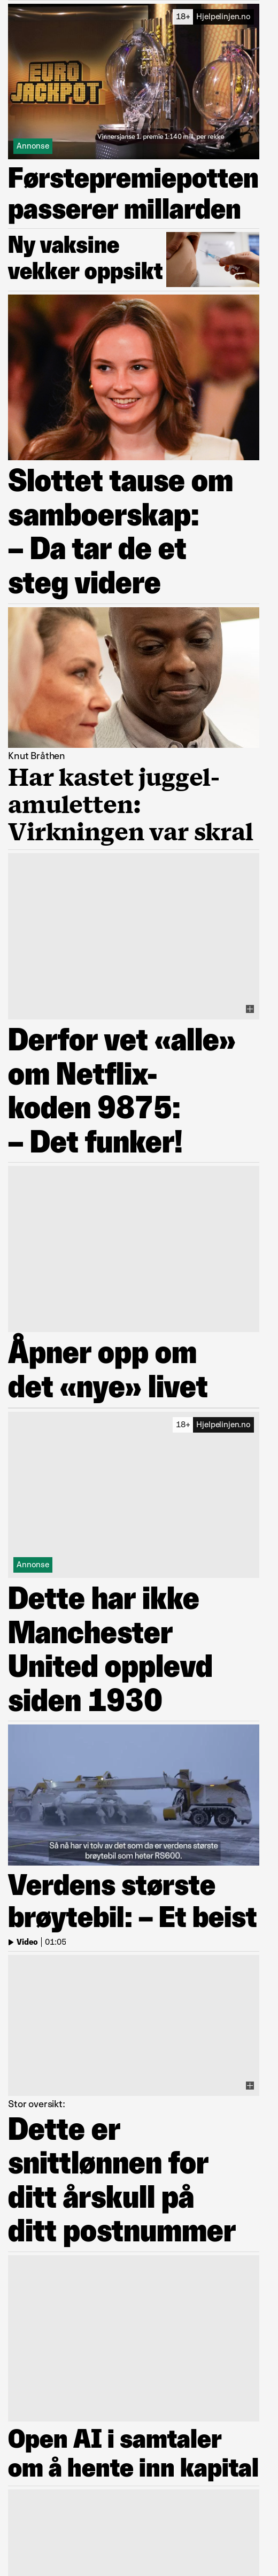 18+ Hjelpelinjen.no
EURO
JACKPOT
Vinnersjanse 1. premie 1:140 mill. per rekke
Annonse
Førstepremiepotten
passerer milliarden
Ny vaksine
vekker oppsikt
Slottet tause om
samboerskap:
– Da tar de et
steg videre
Knut Bråthen
Har kastet juggel-
amuletten:
Virkningen var skral
Derfor vet «alle»
om Netflix-
koden 9875:
– Det funker!
Åpner opp om
det «nye» livet
18+ Hjelpelinjen.no
Annonse
Dette har ikke
Manchester
United opplevd
siden 1930
Så nå har vi tolv av det som da er verdens største
brøytebil som heter RS600.
Verdens største
brøytebil: – Et beist
Video 01:05
Stor oversikt:
Dette er
snittlønnen for
ditt årskull på
ditt postnummer
Open AI i samtaler
om å hente inn kapital